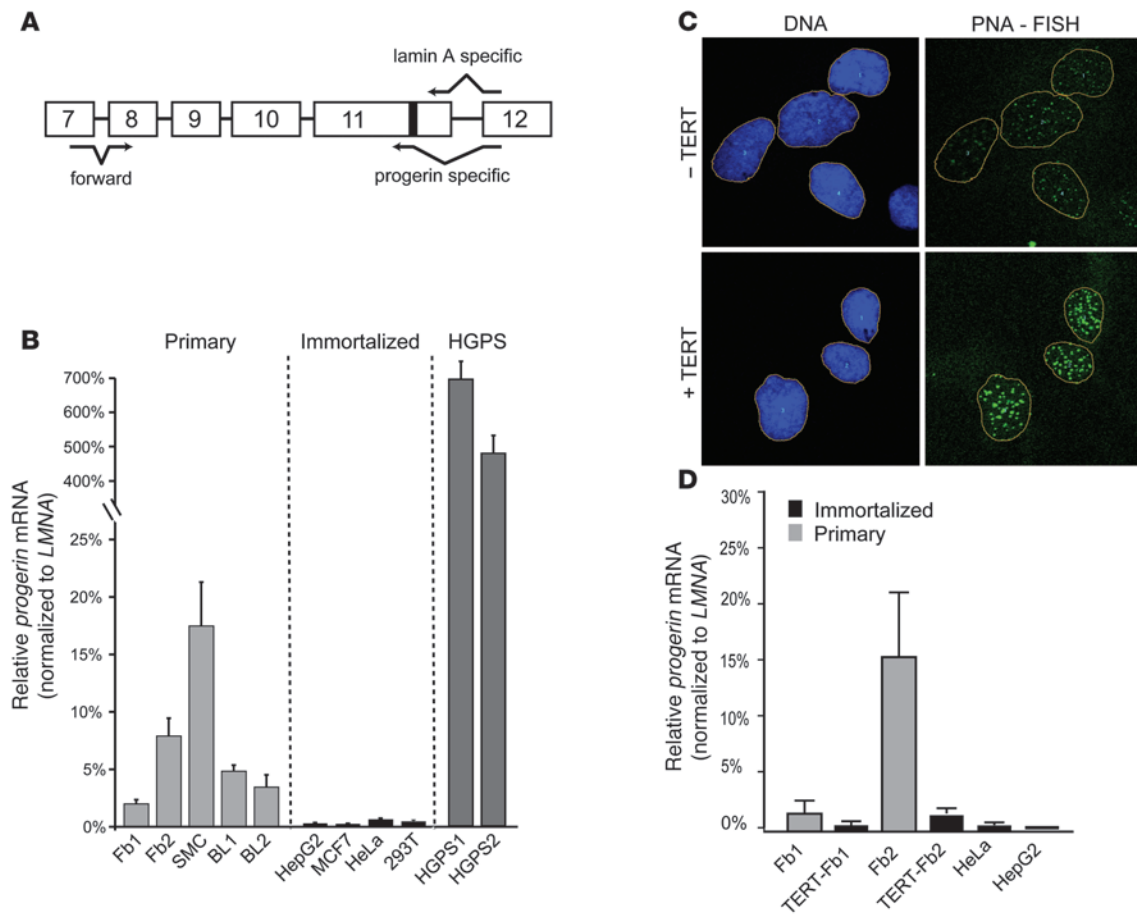 A
lamin A specific
7 8 9 10 11 12
forward
progerin specific
B
Primary Immortalized HGPS
Relative progerin mRNA
(normalized to LMNA)
700%
600%
500%
400%
25%
20%
15%
10%
5%
0%
Fb1 Fb2 SMC BL1 BL2 HepG2 MCF7 HeLa 293T HGPS1 HGPS2
C
DNA PNA - FISH
– TERT
+ TERT
D
Relative progerin mRNA
(normalized to LMNA)
30%
25%
20%
15%
10%
5%
0%
Immortalized
Primary
Fb1 TERT-Fb1 Fb2 TERT-Fb2 HeLa HepG2